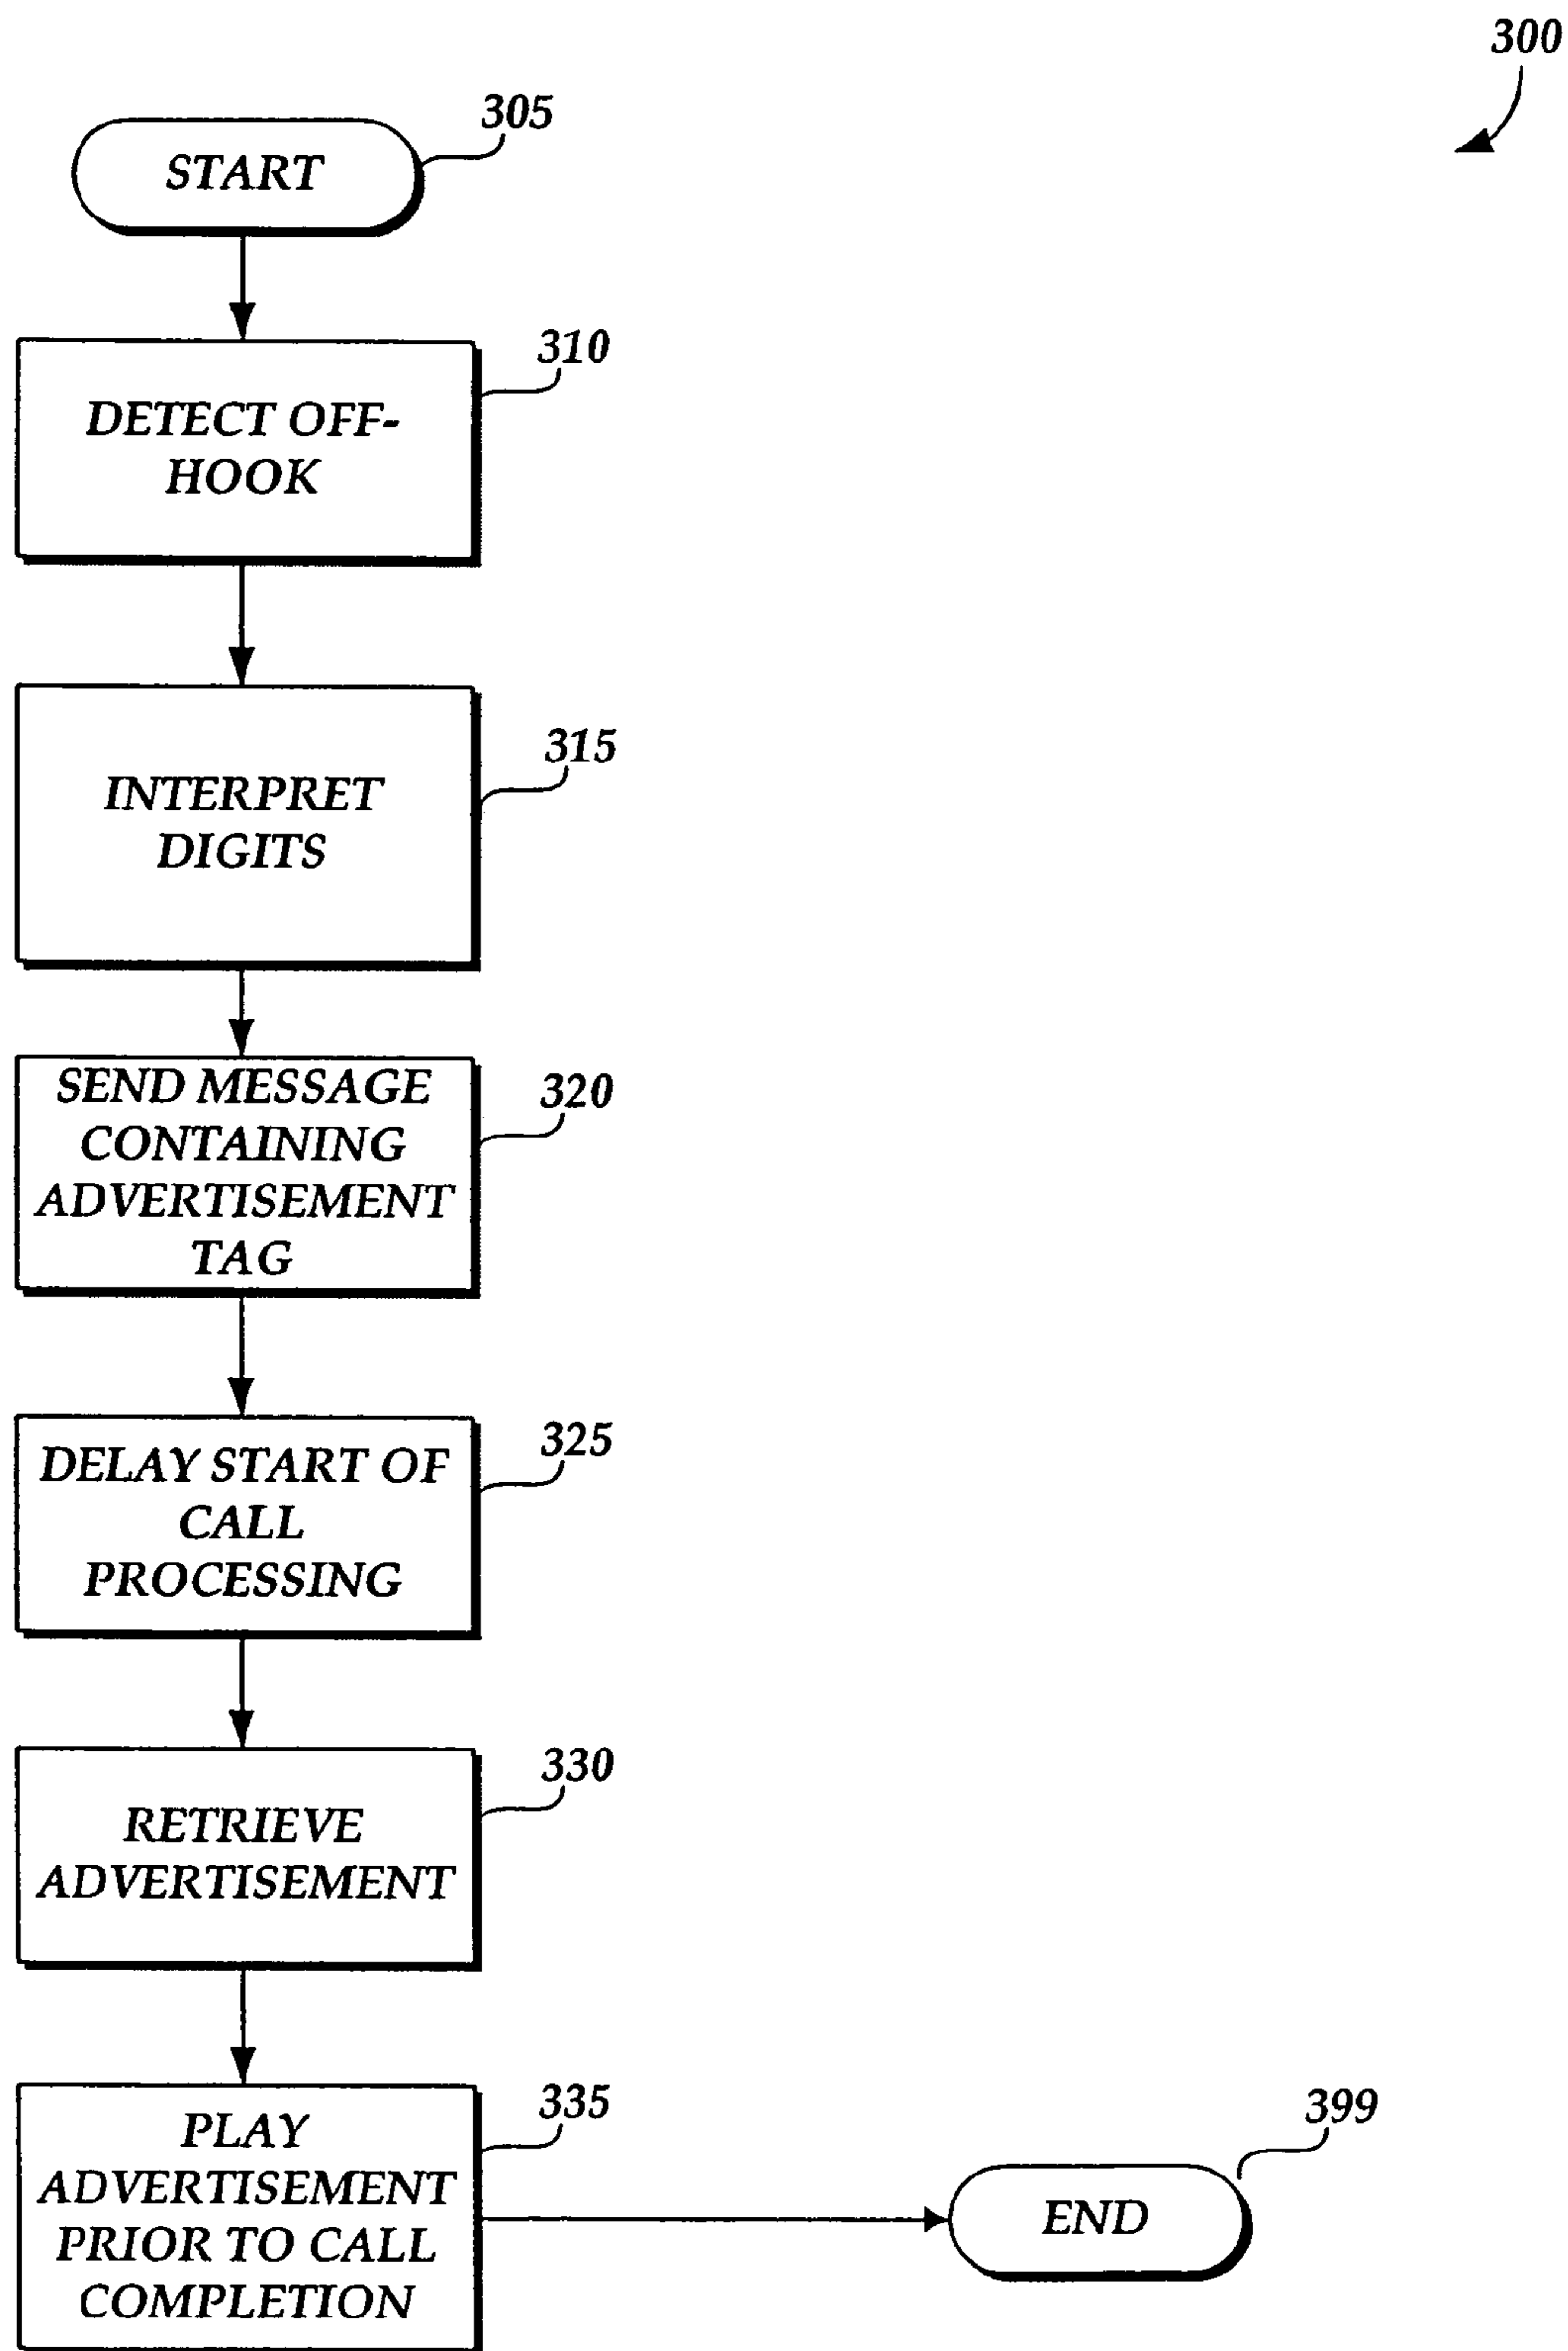 300
305
START
310
DETECT OFF-
HOOK
315
INTERPRET
DIGITS
320
SEND MESSAGE
CONTAINING
ADVERTISEMENT
TAG
325
DELAY START OF
CALL
PROCESSING
330
RETRIEVE
ADVERTISEMENT
335
PLAY
ADVERTISEMENT
PRIOR TO CALL
COMPLETION
399
END